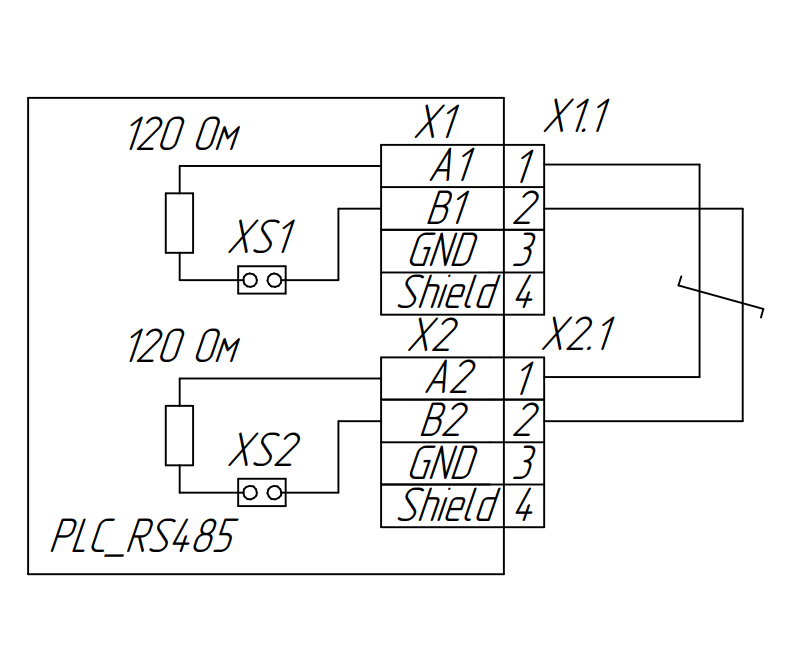 120 Ом
X1
X1.1
A1 1
XS1
B1 2
GND 3
Shield 4
120 Ом
X2
X2.1
A2 1
XS2
B2 2
GND 3
Shield 4
PLC_RS485